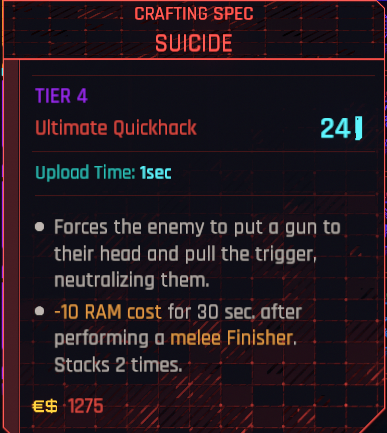 CRAFTING SPEC
SUICIDE
TIER 4
Ultimate Quickhack
24
Upload Time: 1sec
• Forces the enemy to put a gun to
their head and pull the trigger,
neutralizing them.
• -10 RAM cost for 30 sec. after
performing a melee Finisher.
Stacks 2 times.
€$ 1275